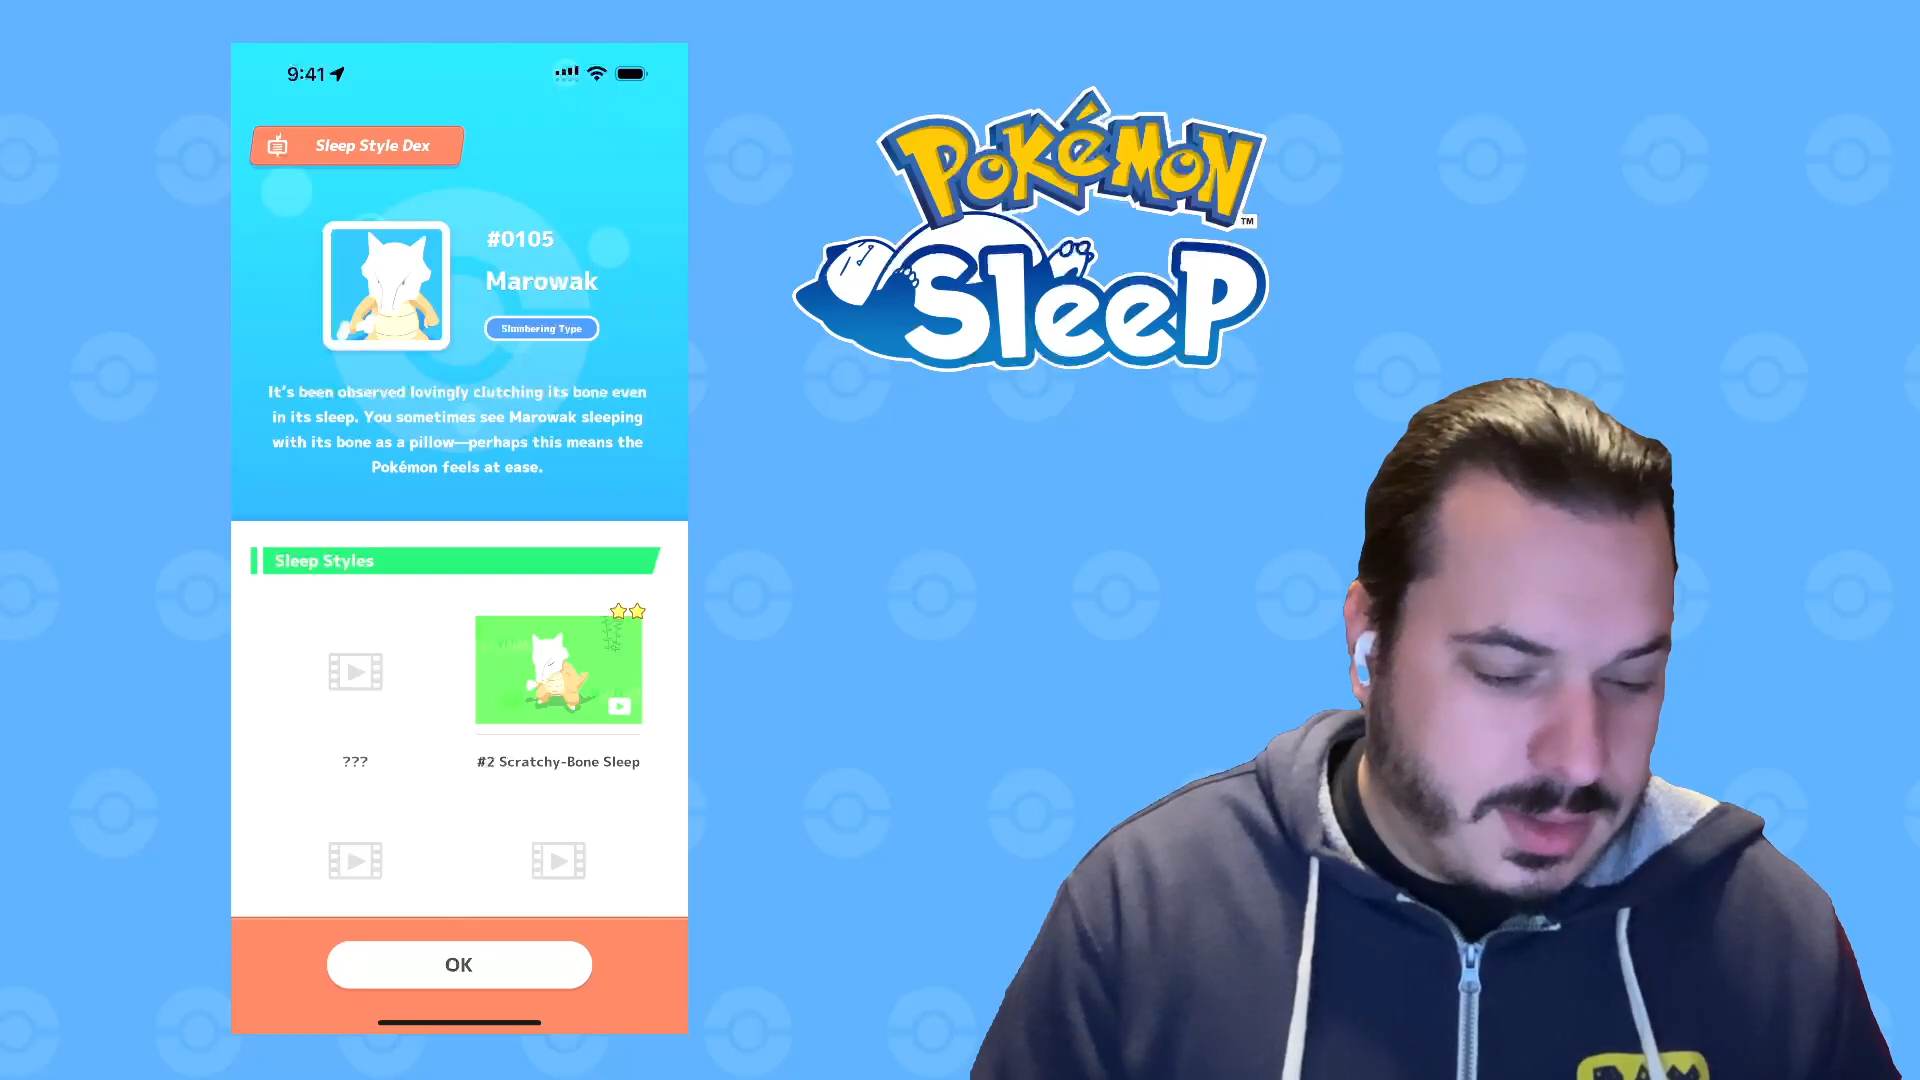 9:41
Sleep Style Dex
#0105
Marowak
Slumbering Type
It's been observed lovingly clutching its bone even
in its sleep. You sometimes see Marowak sleeping
with its bone as a pillow—perhaps this means the
Pokémon feels at ease.
Sleep Styles
???
#2 Scratchy-Bone Sleep
OK
POKéMON
TM
Sleep